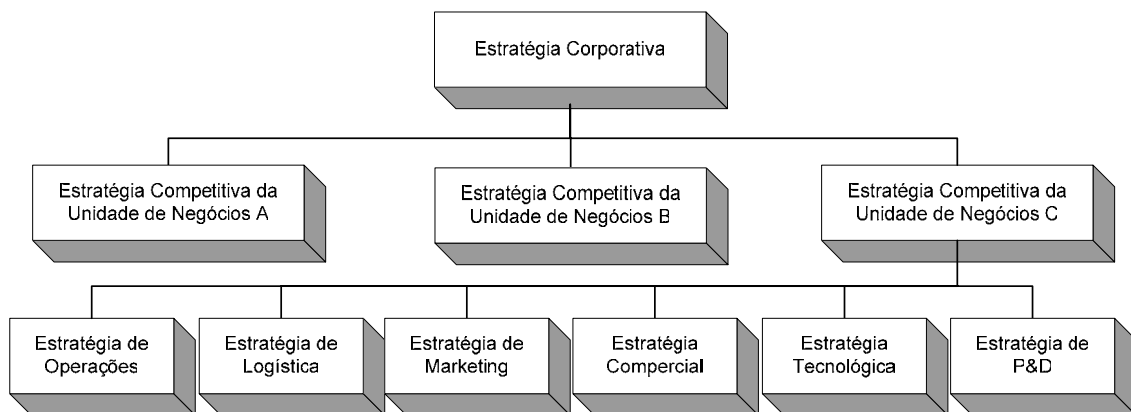 Estratégia Corporativa
Estratégia Competitiva da
Unidade de Negócios A
Estratégia Competitiva da
Unidade de Negócios B
Estratégia Competitiva da
Unidade de Negócios C
Estratégia de
Operações
Estratégia de
Logística
Estratégia de
Marketing
Estratégia
Compercial
Estratégia
Tecnológica
Estratégia de
P&D